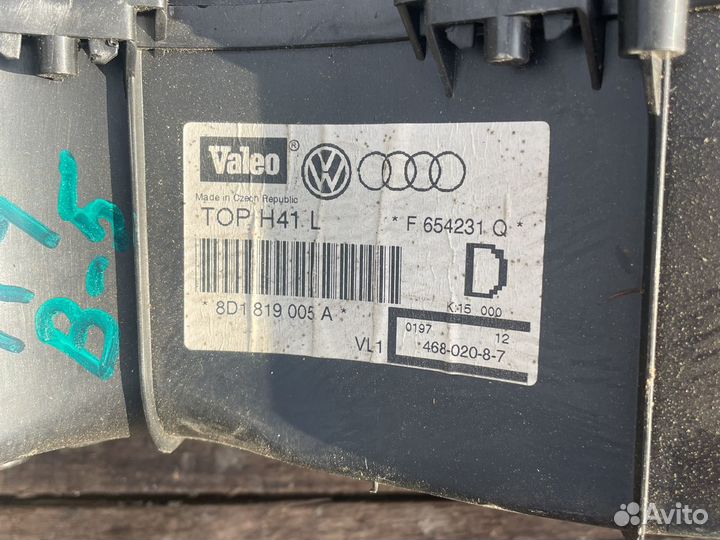 Valeo ®
Made in Czech Republic
TOP H41 L * F 654231 Q *
D
* 8D1 819 005 A * K 15 000
0197 12
VL1 468-020-8-7
B-5
Avito